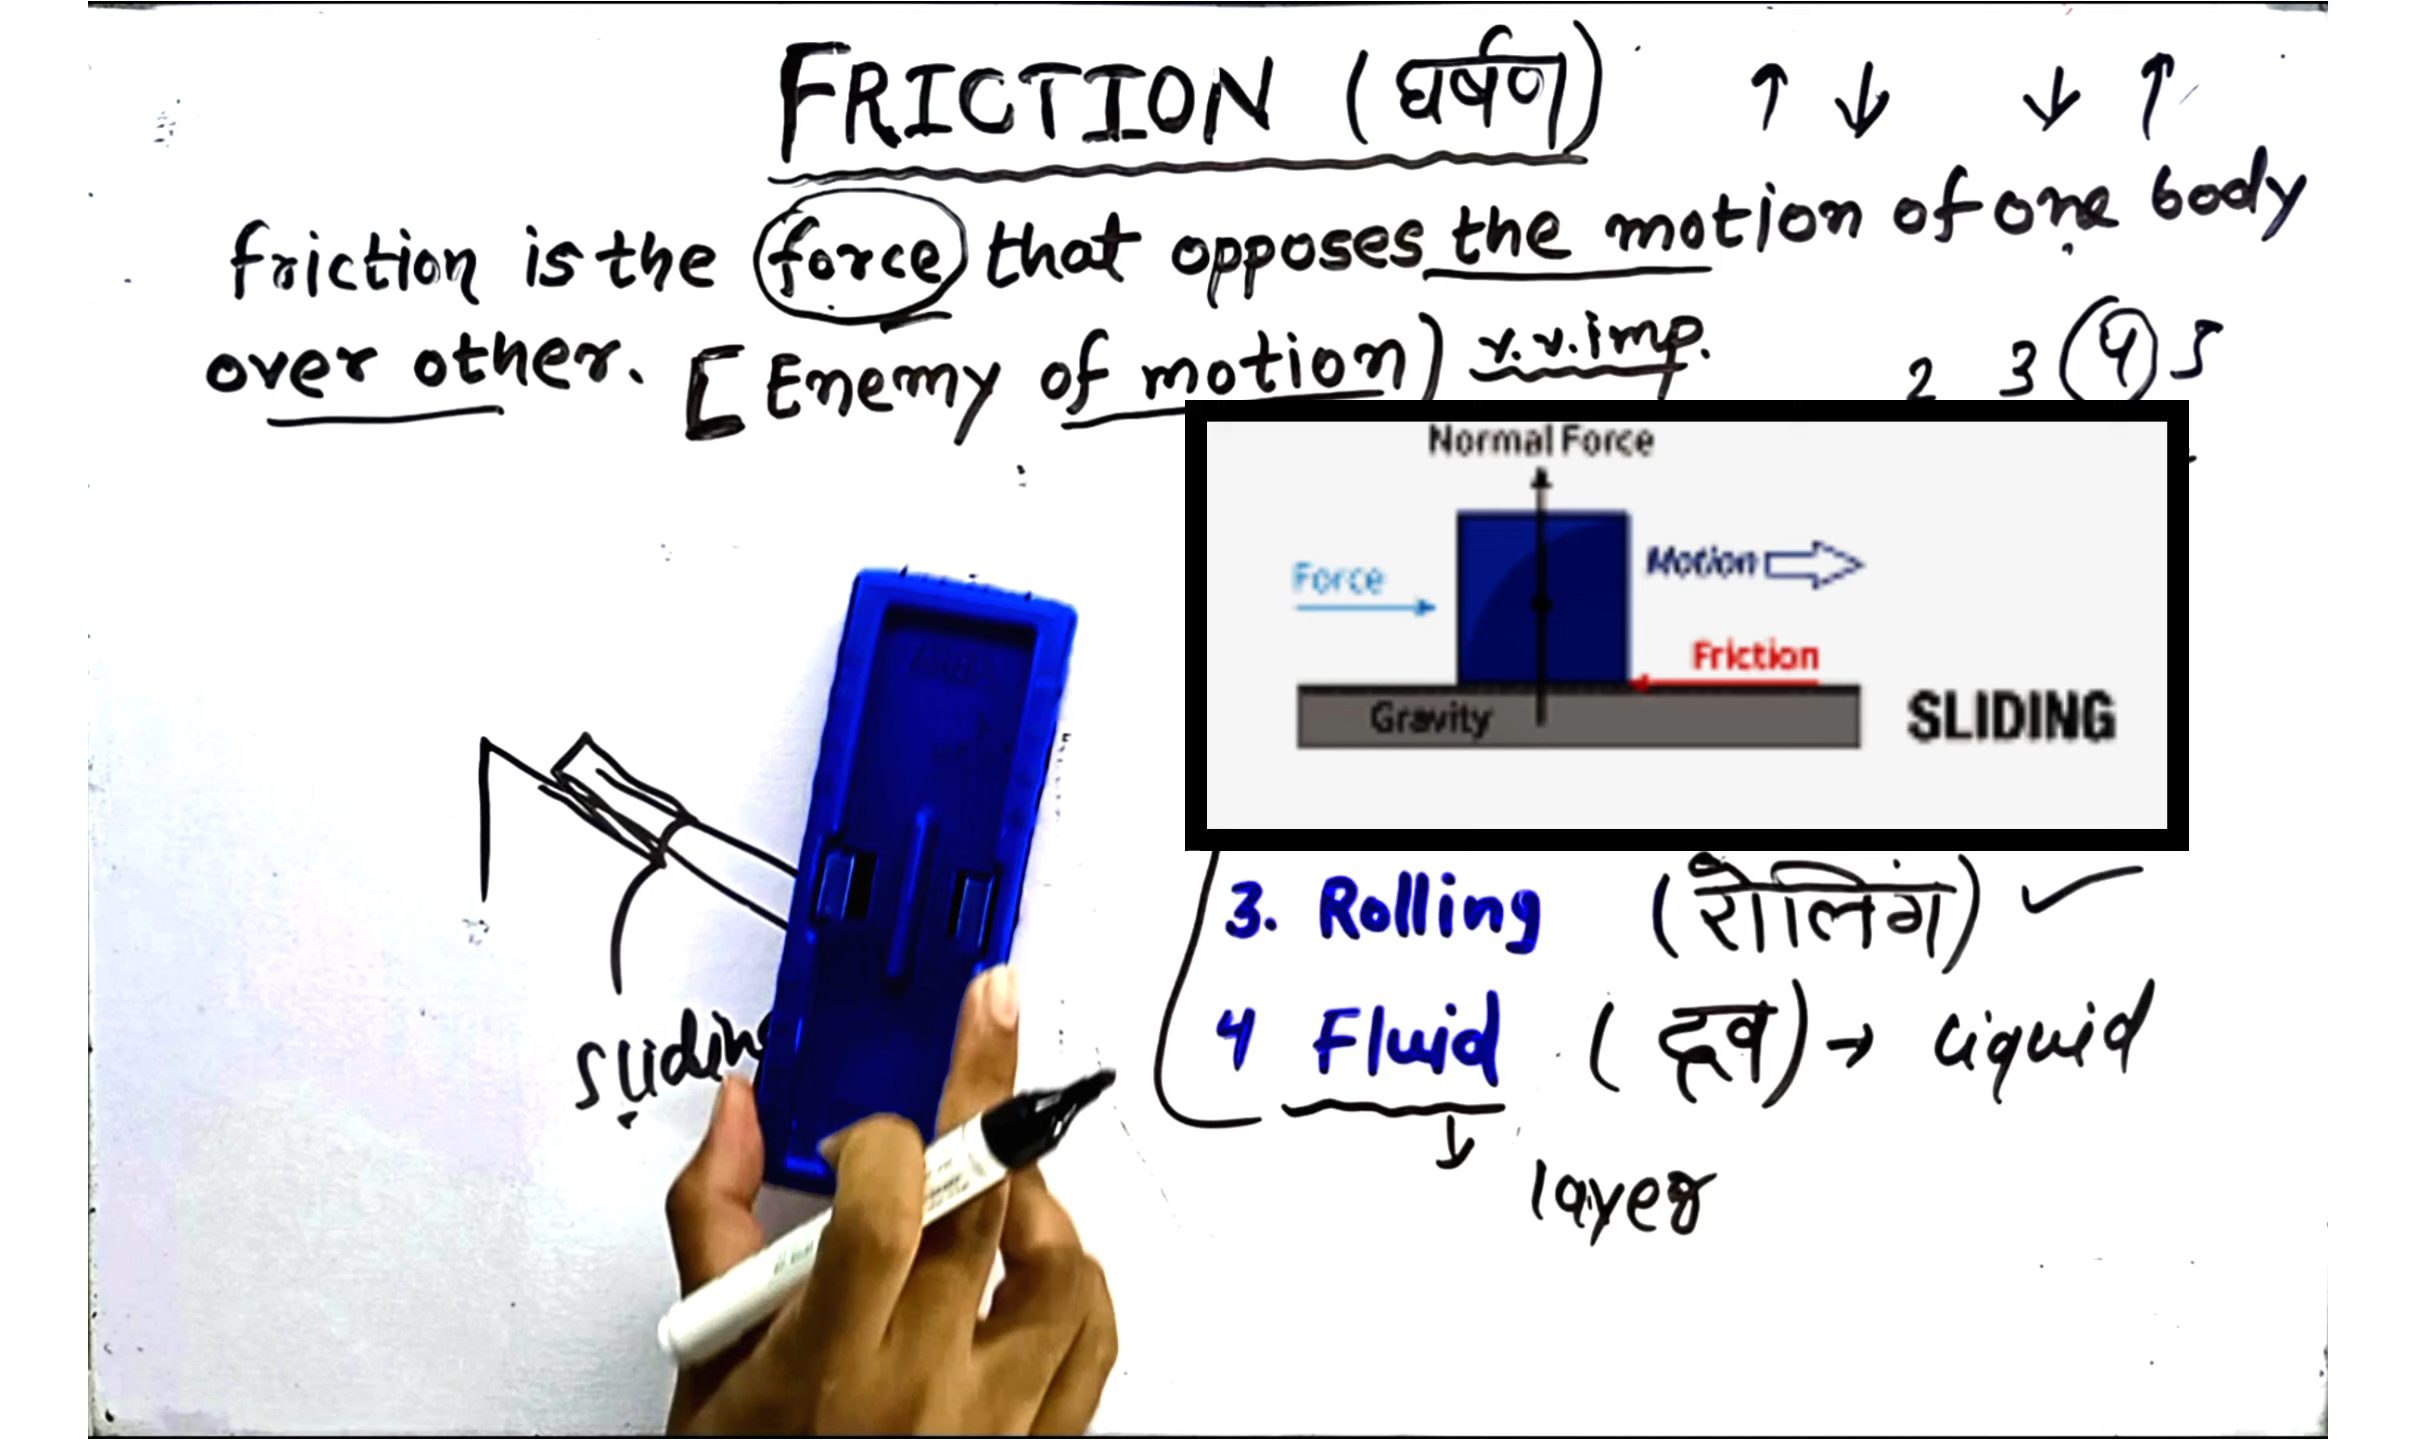 FRICTION (घर्षण)
friction is the force that opposes the motion of one body
over other. [Enemy of motion) v.v.imp.
2 3 (4) 5
Normal Force
Force
Motion
Friction
Gravity
SLIDING
3. Rolling (रोलिंग)
4 Fluid (द्रव) → liquid
layer
sliding